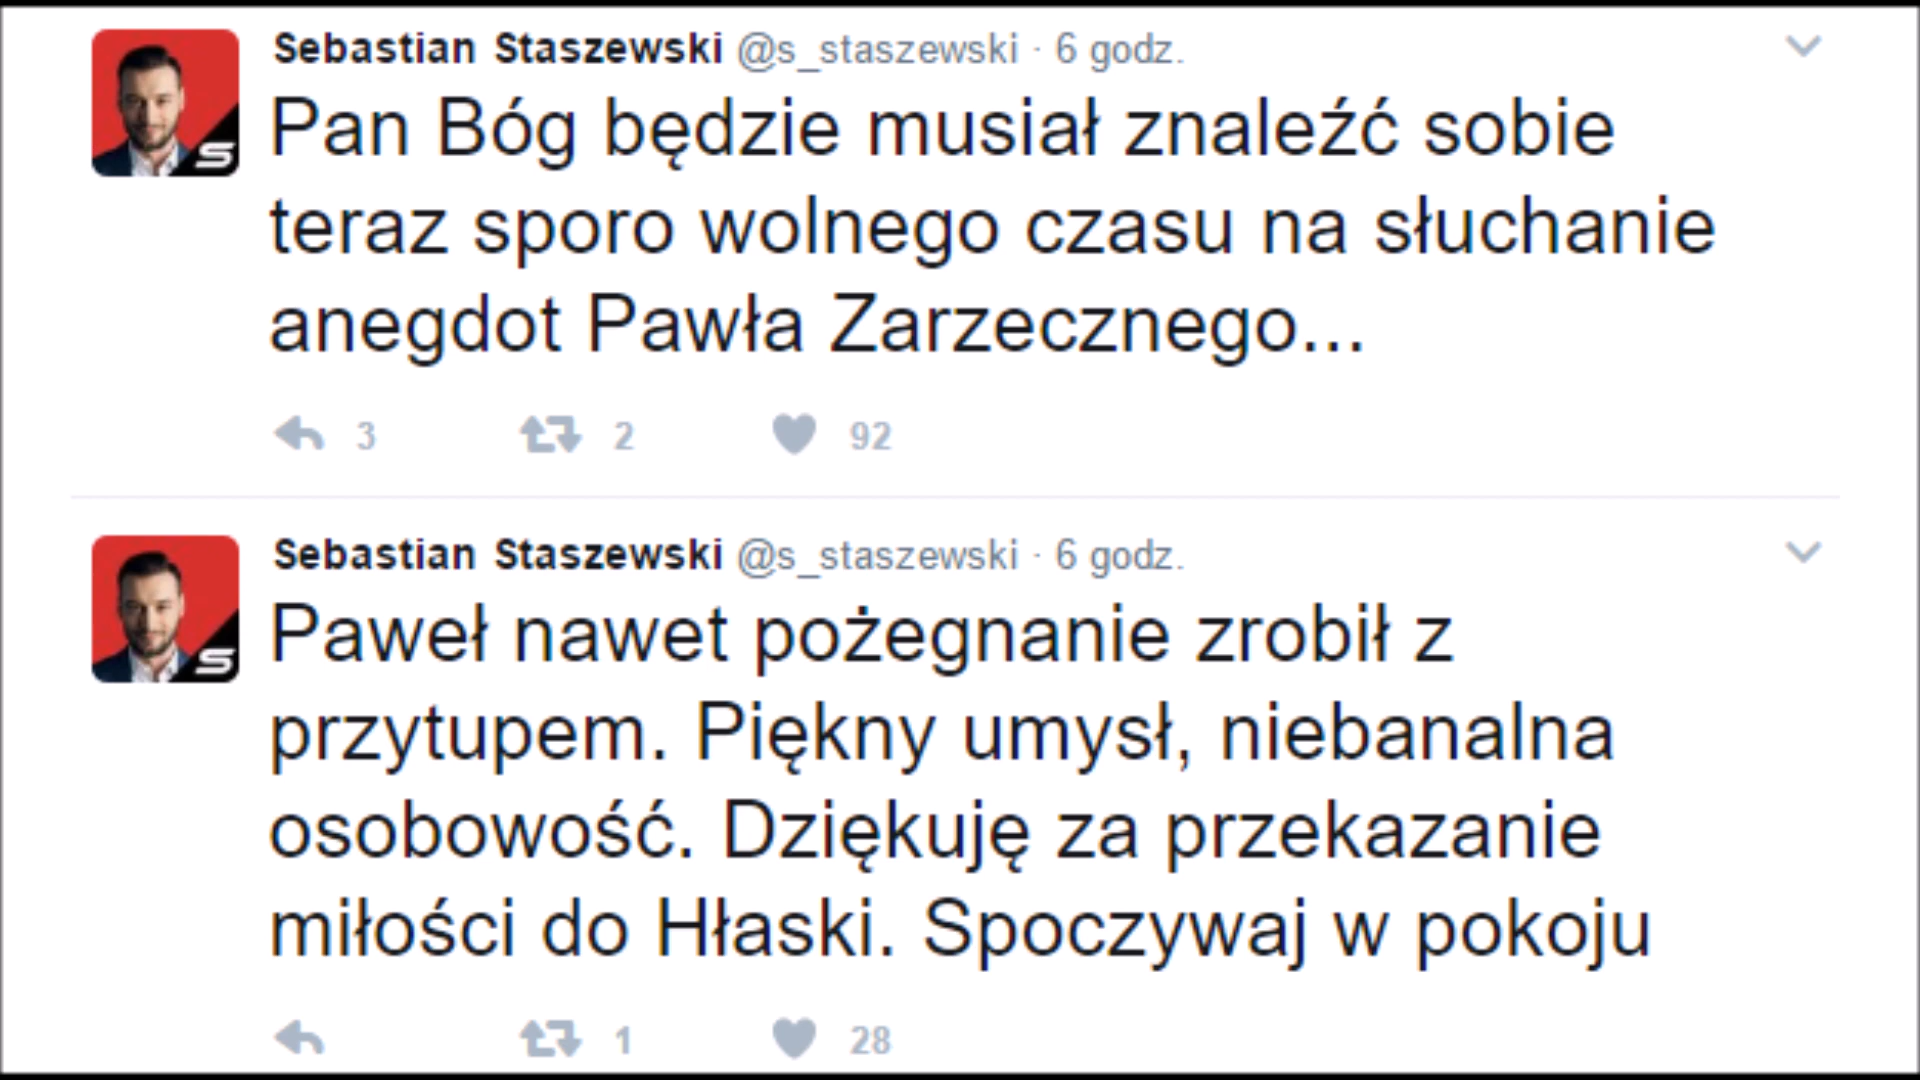 Sebastian Staszewski @s_staszewski · 6 godz.
Pan Bóg będzie musiał znaleźć sobie
teraz sporo wolnego czasu na słuchanie
anegdot Pawła Zarzecznego...
3 2 92
Sebastian Staszewski @s_staszewski · 6 godz.
Paweł nawet pożegnanie zrobił z
przytupem. Piękny umysł, niebanalna
osobowość. Dziękuję za przekazanie
miłości do Hłaski. Spoczywaj w pokoju
1 28